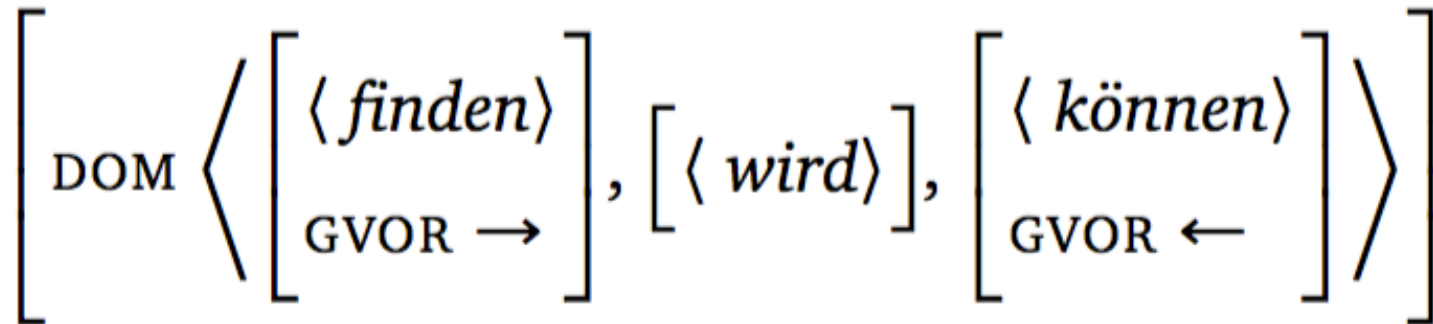 [DOM ⟨[⟨finden⟩ GVOR →], [⟨wird⟩], [⟨können⟩ GVOR ←]⟩]